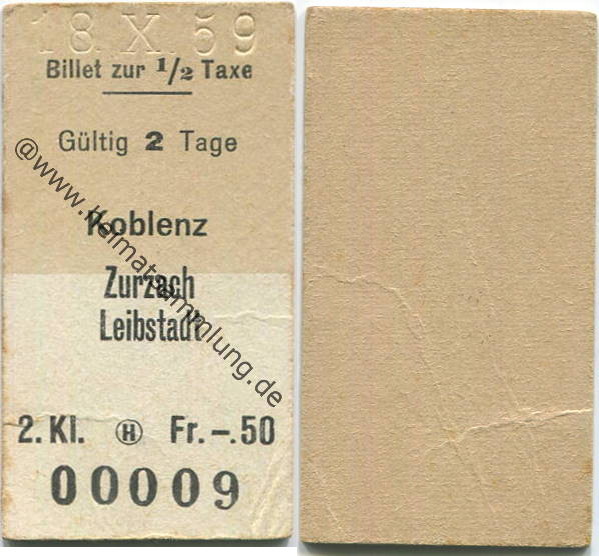 18. X. 59
Billet zur 1/2 Taxe
Gültig 2 Tage
Koblenz
Zurzach
Leibstadt
2. Kl. H Fr. -.50
00009
@www.heimatsammlung.de